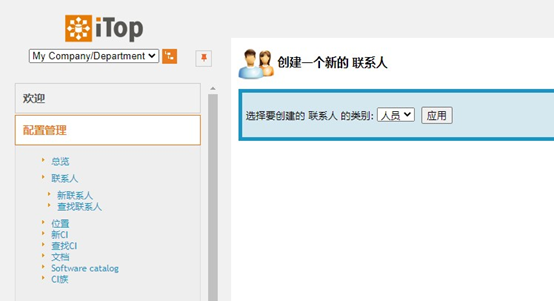 iTop
My Company/Department
欢迎
配置管理
总览
联系人
新联系人
查找联系人
位置
新CI
查找CI
文档
Software catalog
CI族
创建一个新的 联系人
选择要创建的 联系人 的类别: 人员 应用